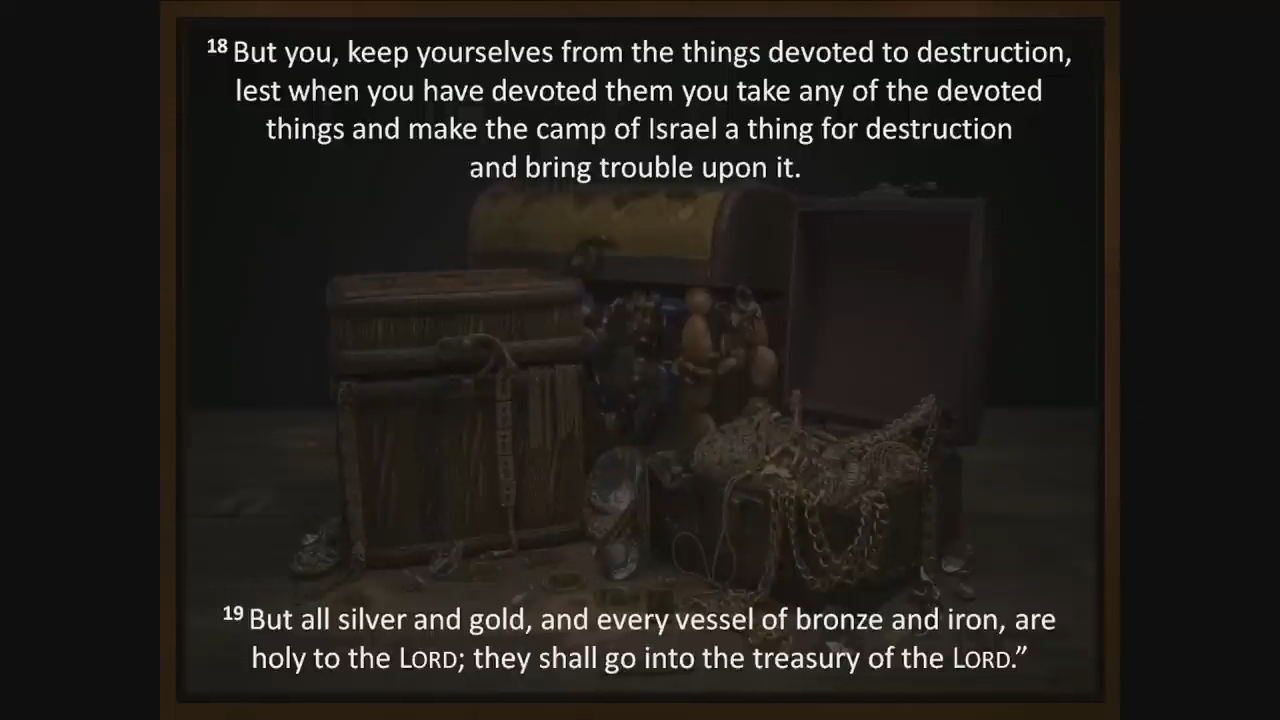 18 But you, keep yourselves from the things devoted to destruction,
lest when you have devoted them you take any of the devoted
things and make the camp of Israel a thing for destruction
and bring trouble upon it.
19 But all silver and gold, and every vessel of bronze and iron, are
holy to the LORD; they shall go into the treasury of the LORD.”